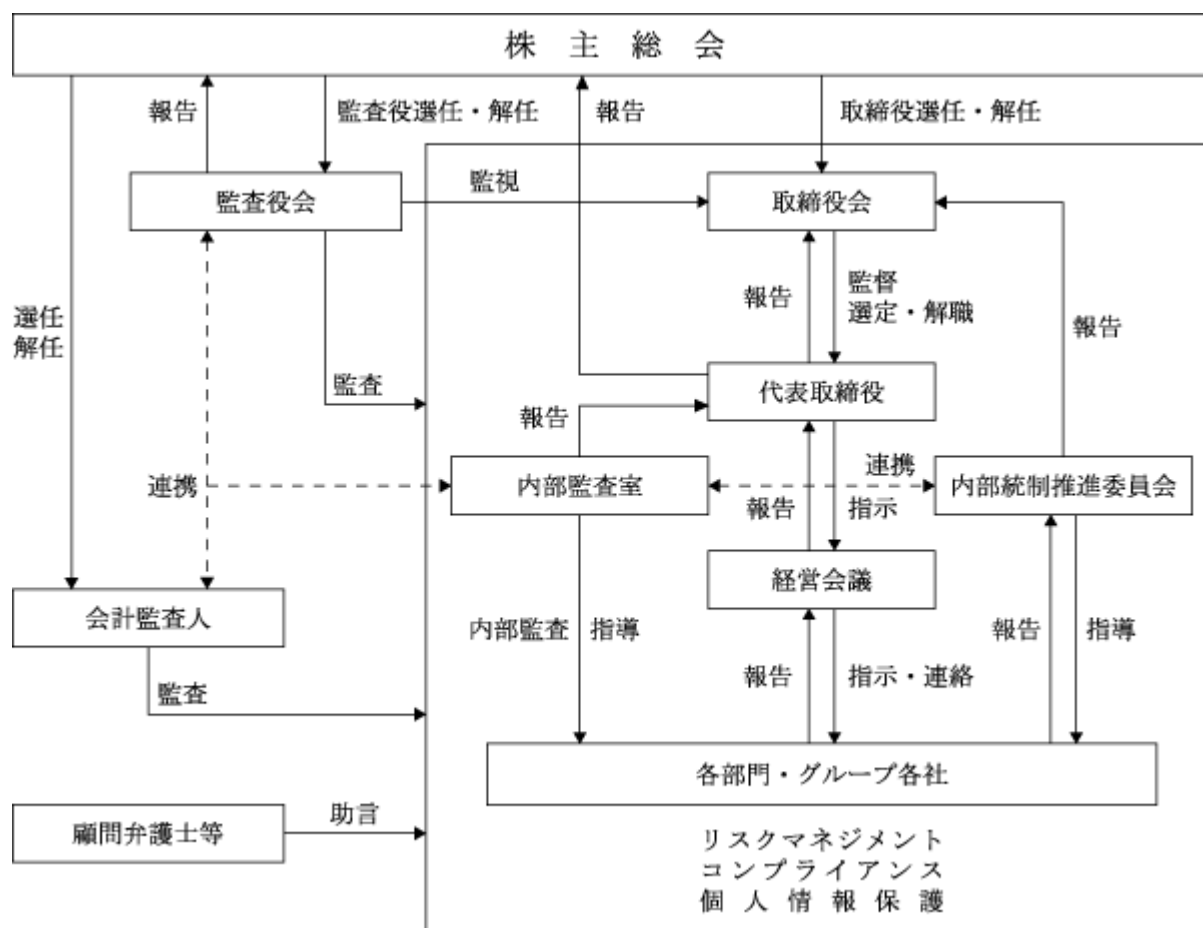 株主総会
報告
監査役選任・解任
報告
取締役選任・解任
監査役会
監視
取締役会
選任
解任
報告
監督
選定・解職
報告
監査
代表取締役
報告
連携
内部監査室
連携
内部統制推進委員会
報告
指示
経営会議
会計監査人
内部監査
指導
報告
指導
監査
報告
指示・連絡
各部門・グループ各社
顧問弁護士等
助言
リスクマネジメント
コンプライアンス
個人情報保護